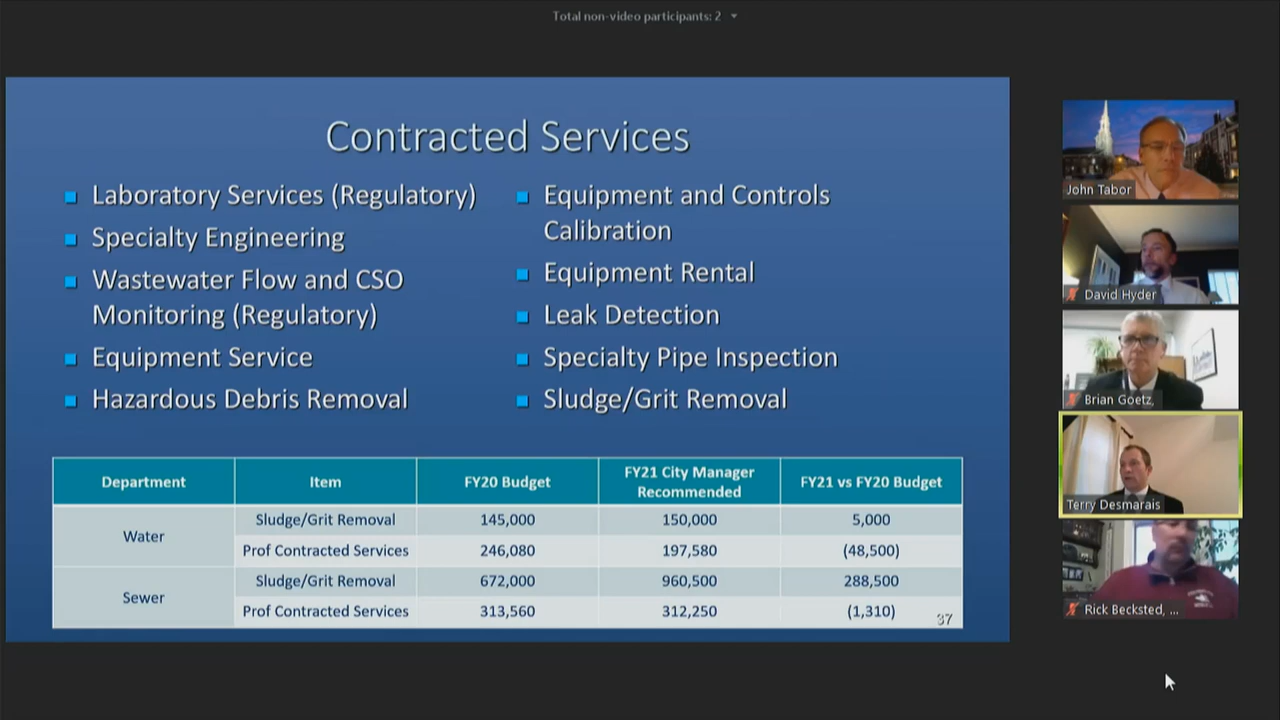 Total non-video participants: 2
Contracted Services
Laboratory Services (Regulatory)
Specialty Engineering
Wastewater Flow and CSO
Monitoring (Regulatory)
Equipment Service
Hazardous Debris Removal
Equipment and Controls
Calibration
Equipment Rental
Leak Detection
Specialty Pipe Inspection
Sludge/Grit Removal
Department Item FY20 Budget FY21 City Manager Recommended FY21 vs FY20 Budget
Water Sludge/Grit Removal 145,000 150,000 5,000
Prof Contracted Services 246,080 197,580 (48,500)
Sewer Sludge/Grit Removal 672,000 960,500 288,500
Prof Contracted Services 313,560 312,250 (1,310)
37
John Tabor
David Hyder
Brian Goetz,
Terry Desmarais
Rick Becksted, ...